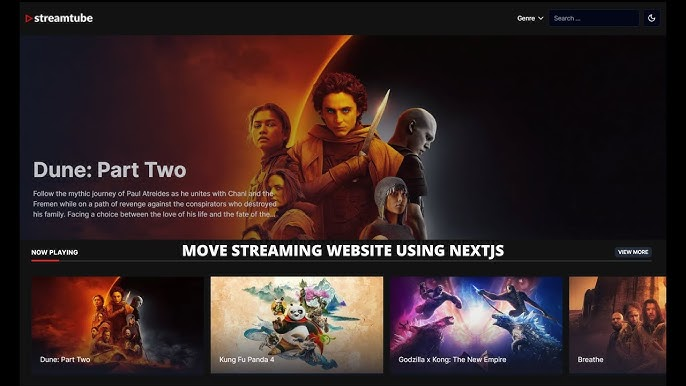 streamtube
Genre
Search ...
Dune: Part Two
Follow the mythic journey of Paul Atreides as he unites with Chani and the
Fremen while on a path of revenge against the conspirators who destroyed
his family. Facing a choice between the love of his life and the fate of the...
MOVE STREAMING WEBSITE USING NEXTJS
NOW PLAYING
VIEW MORE
Dune: Part Two
Kung Fu Panda 4
Godzilla x Kong: The New Empire
Breathe